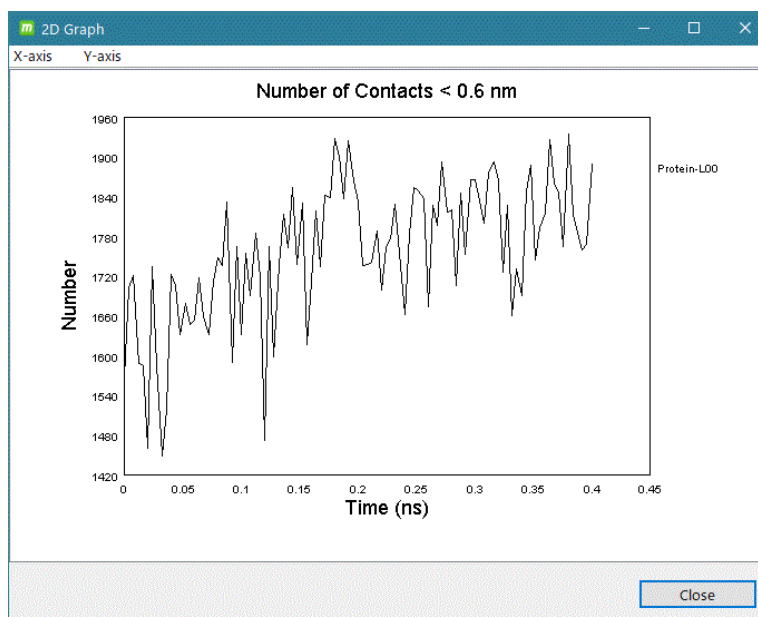 m 2D Graph
X-axis Y-axis
Number of Contacts < 0.6 nm
1960
1900
1840
1780
1720
1660
1600
1540
1480
1420
Number
Protein-L00
0 0.05 0.1 0.15 0.2 0.25 0.3 0.35 0.4 0.45
Time (ns)
Close